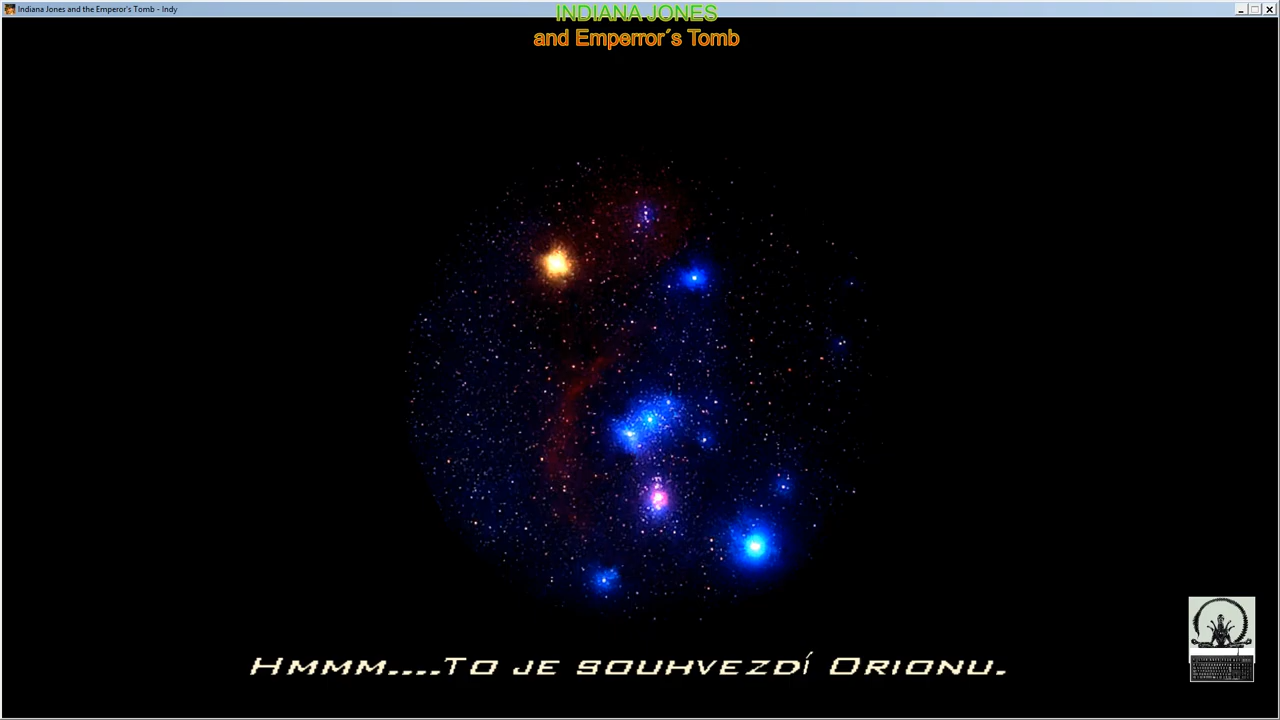 Indiana Jones and the Emperor's Tomb - Indy
INDIANA JONES
and Emperror´s Tomb
Hmmm....To je souhvezdí Orionu.